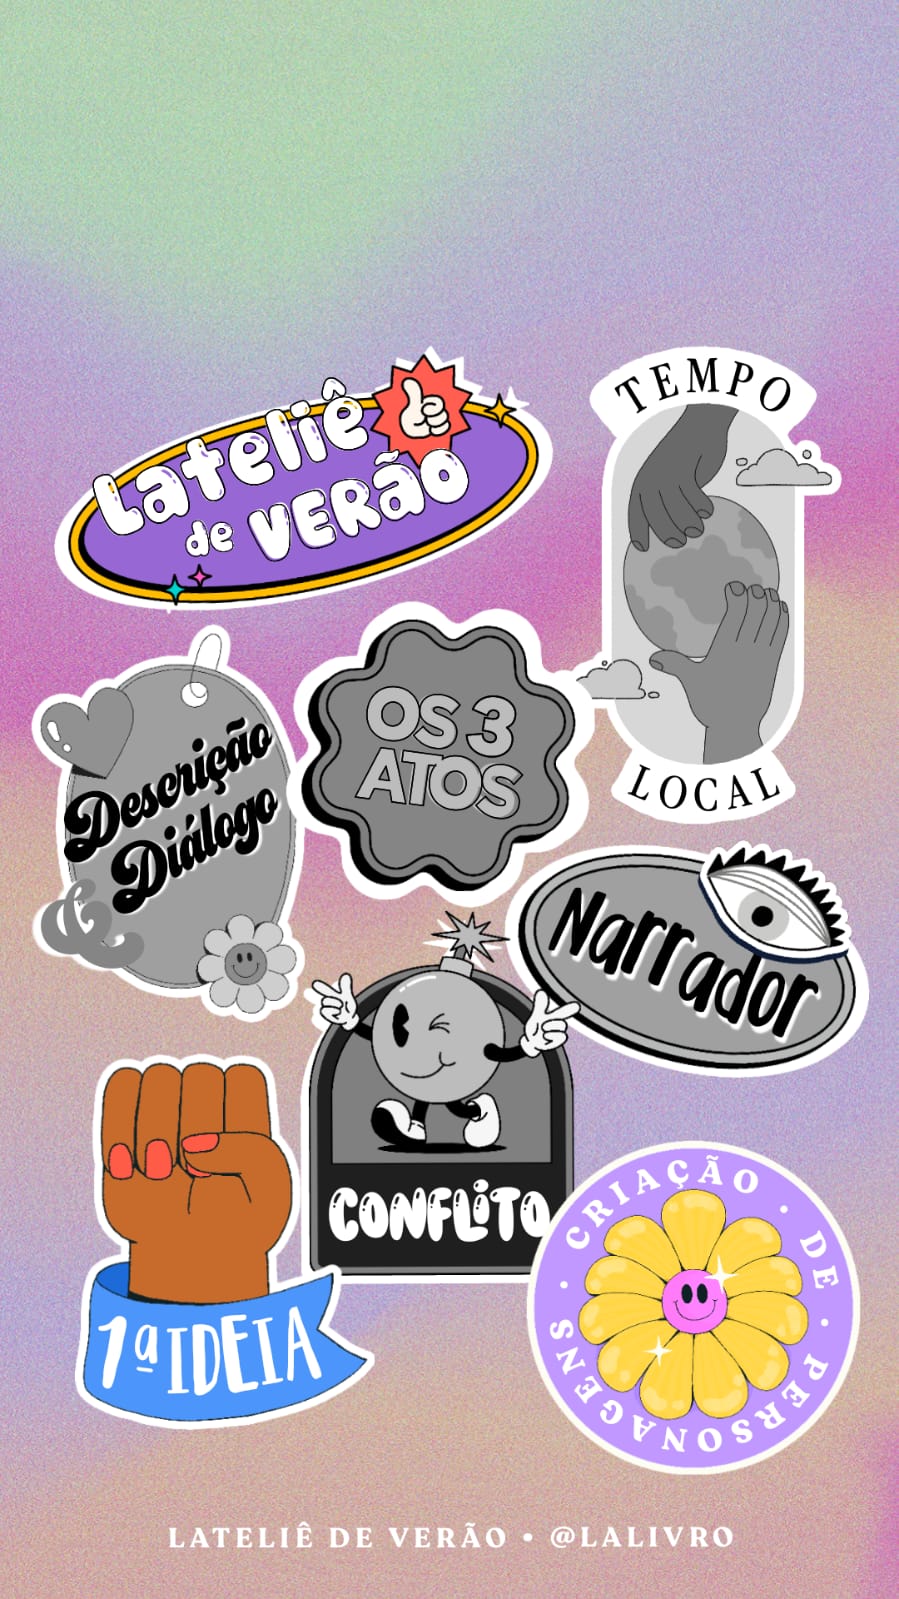 Lateliê
de VERÃO
TEMPO
LOCAL
OS 3
ATOS
Descrição
Diálogo
&
Narrador
CONFLITO
1ª IDEIA
CRIAÇÃO · DE · PERSONAGENS ·
LATELIÊ DE VERÃO • @LALIVRO